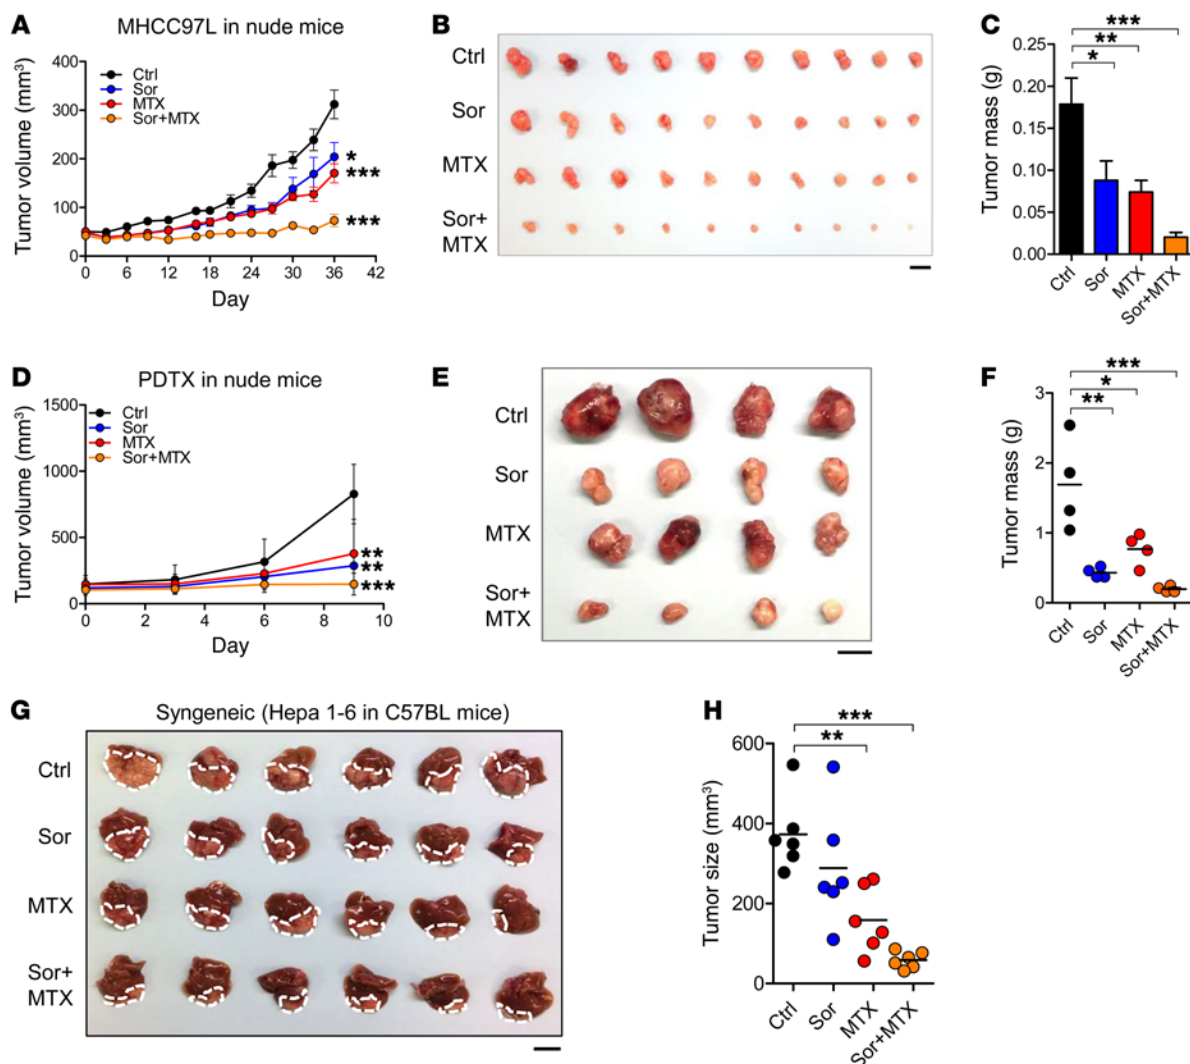 A
MHCC97L in nude mice
Tumor volume (mm³)
400
300
200
100
0
Ctrl
Sor
MTX
Sor+MTX
*
***
***
0 6 12 18 24 30 36 42
Day
B
Ctrl
Sor
MTX
Sor+
MTX
C
Tumor mass (g)
0.25
0.20
0.15
0.10
0.05
0.00
***
**
*
Ctrl
Sor
MTX
Sor+MTX
D
PDTX in nude mice
Tumor volume (mm³)
1500
1000
500
0
Ctrl
Sor
MTX
Sor+MTX
**
**
***
0 2 4 6 8 10
Day
E
Ctrl
Sor
MTX
Sor+
MTX
F
Tumor mass (g)
3
2
1
0
***
*
**
Ctrl
Sor
MTX
Sor+MTX
G
Syngeneic (Hepa 1-6 in C57BL mice)
Ctrl
Sor
MTX
Sor+
MTX
H
Tumor size (mm³)
600
400
200
0
***
**
Ctrl
Sor
MTX
Sor+MTX